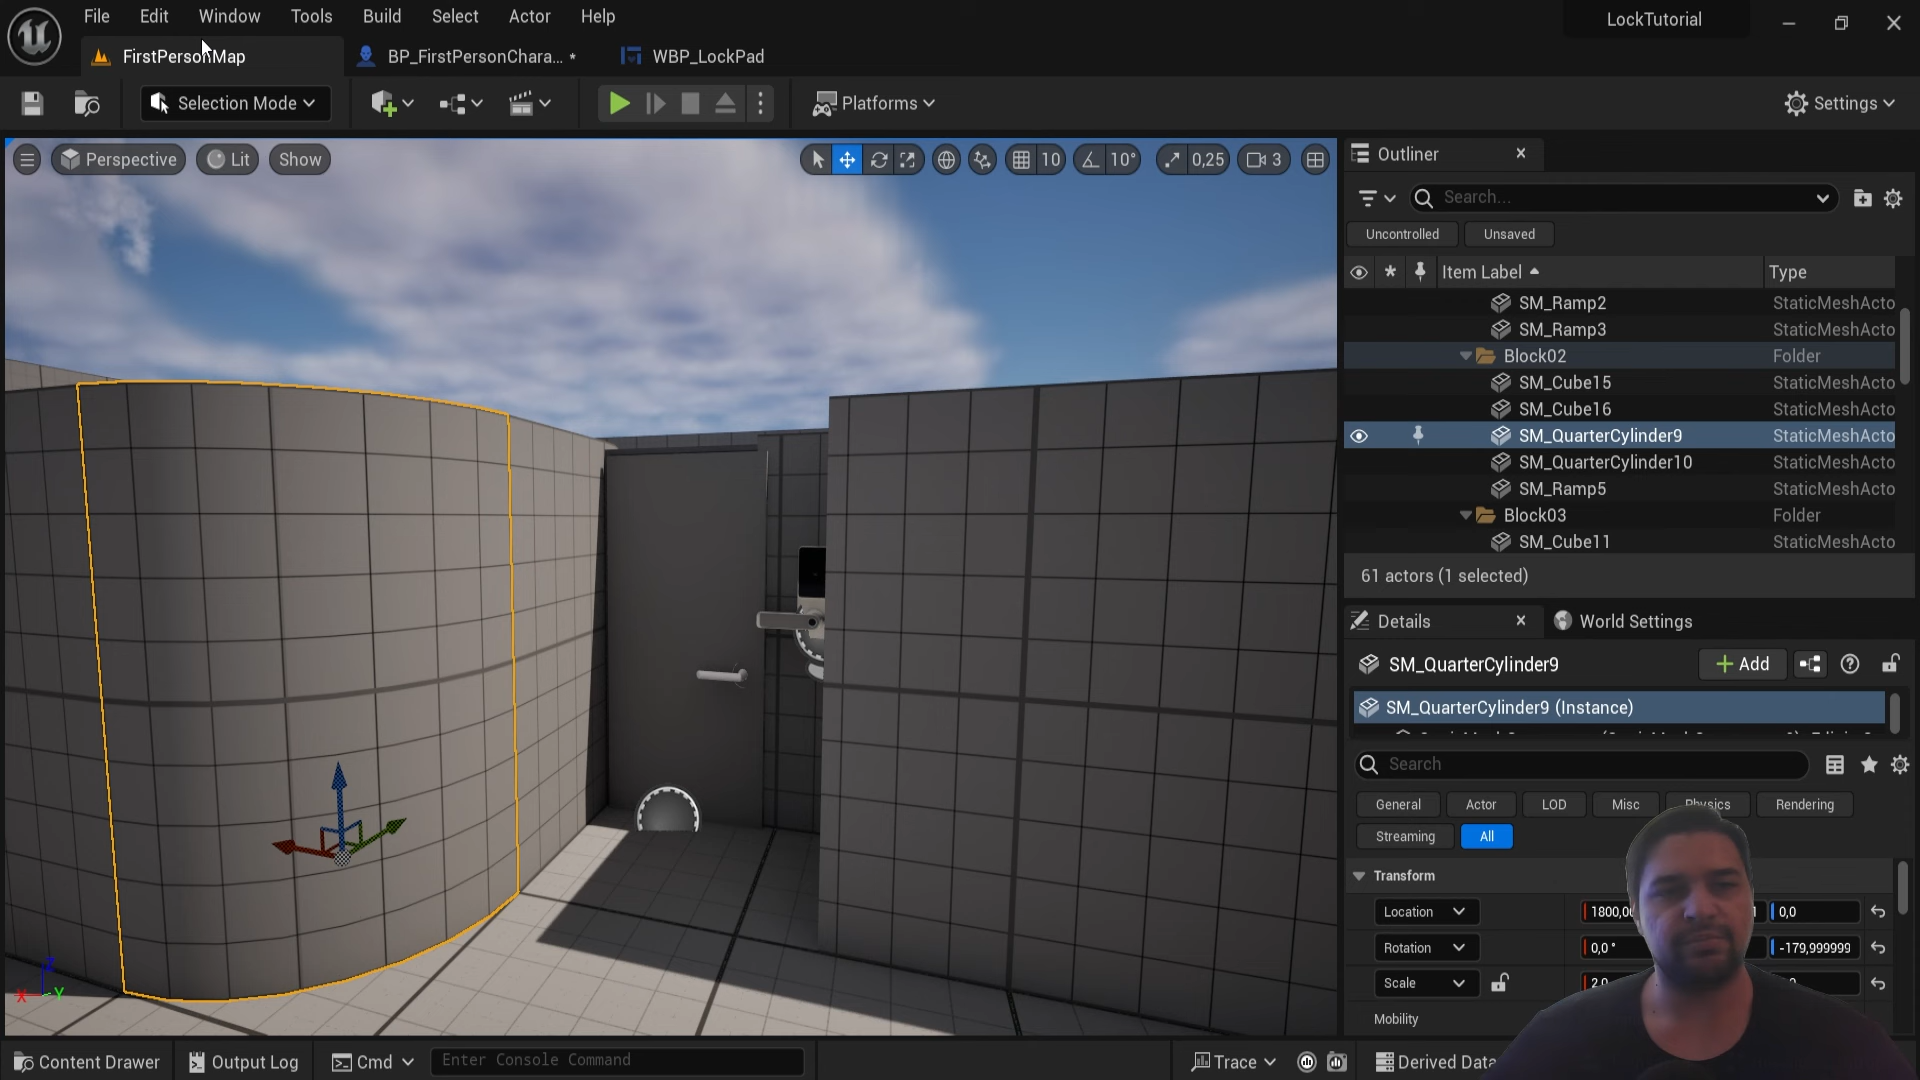 File Edit Window Tools Build Select Actor Help
LockTutorial
FirstPersonMap
BP_FirstPersonChara... *
WBP_LockPad
Selection Mode
Platforms
Settings
Perspective
Lit
Show
10
10°
0,25
3
Outliner
Search...
Uncontrolled
Unsaved
Item Label
Type
SM_Ramp2 StaticMeshActo
SM_Ramp3 StaticMeshActo
Block02 Folder
SM_Cube15 StaticMeshActo
SM_Cube16 StaticMeshActo
SM_QuarterCylinder9 StaticMeshActo
SM_QuarterCylinder10 StaticMeshActo
SM_Ramp5 StaticMeshActo
Block03 Folder
SM_Cube11 StaticMeshActo
61 actors (1 selected)
Details
World Settings
SM_QuarterCylinder9
+ Add
SM_QuarterCylinder9 (Instance)
Search
General Actor LOD Misc Physics Rendering
Streaming All
Transform
Location 0,0
Rotation 0,0 ° -179,999999
Scale
Mobility
X Y Z
Content Drawer
Output Log
Cmd
Enter Console Command
Trace
Derived Data